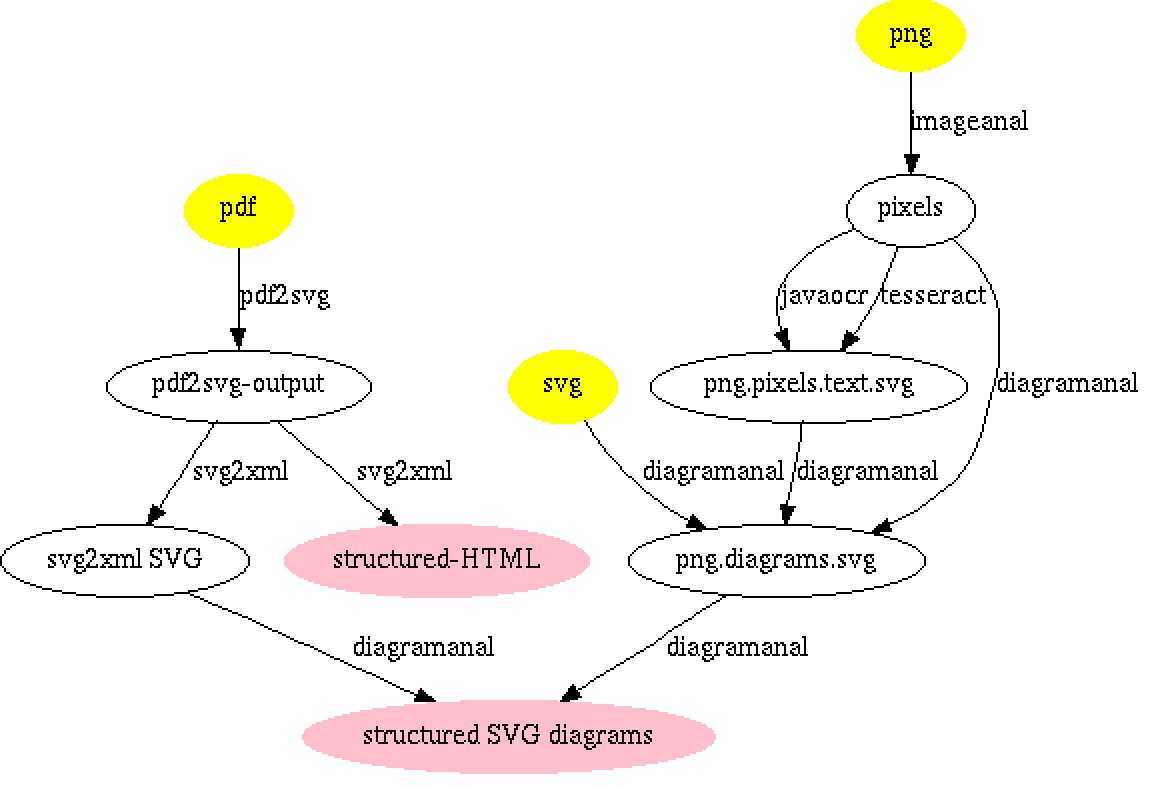 png
imageanal
pdf
pixels
pdf2svg
javaocr
tesseract
pdf2svg-output
svg
png.pixels.text.svg
diagramanal
svg2xml
svg2xml
diagramanal
diagramanal
svg2xml SVG
structured-HTML
png.diagrams.svg
diagramanal
diagramanal
structured SVG diagrams